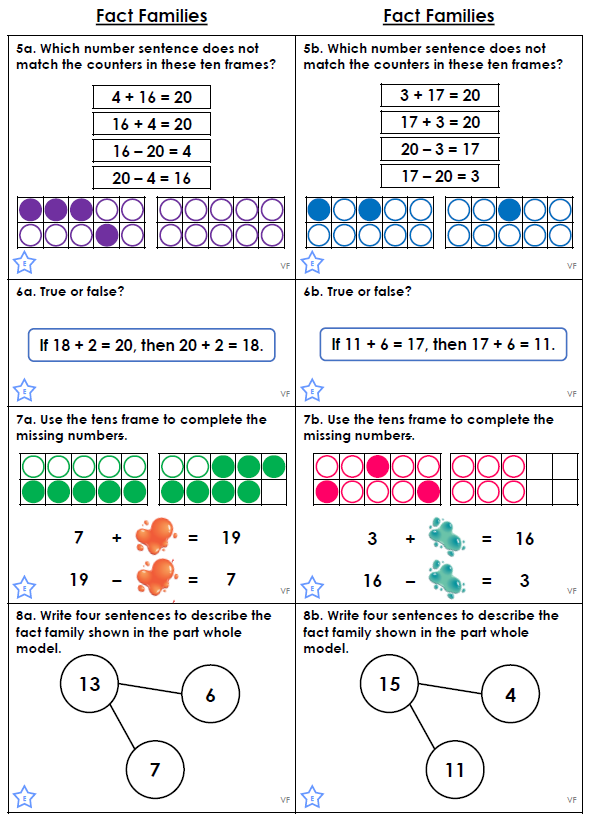 Fact Families
Fact Families
5a. Which number sentence does not
match the counters in these ten frames?
4 + 16 = 20
16 + 4 = 20
16 – 20 = 4
20 – 4 = 16
E
VF
5b. Which number sentence does not
match the counters in these ten frames?
3 + 17 = 20
17 + 3 = 20
20 – 3 = 17
17 – 20 = 3
E
VF
6a. True or false?
If 18 + 2 = 20, then 20 + 2 = 18.
E
VF
6b. True or false?
If 11 + 6 = 17, then 17 + 6 = 11.
E
VF
7a. Use the tens frame to complete the
missing numbers.
7 + = 19
19 – = 7
E
VF
7b. Use the tens frame to complete the
missing numbers.
3 + = 16
16 – = 3
E
VF
8a. Write four sentences to describe the
fact family shown in the part whole
model.
13
6
7
E
VF
8b. Write four sentences to describe the
fact family shown in the part whole
model.
15
4
11
E
VF